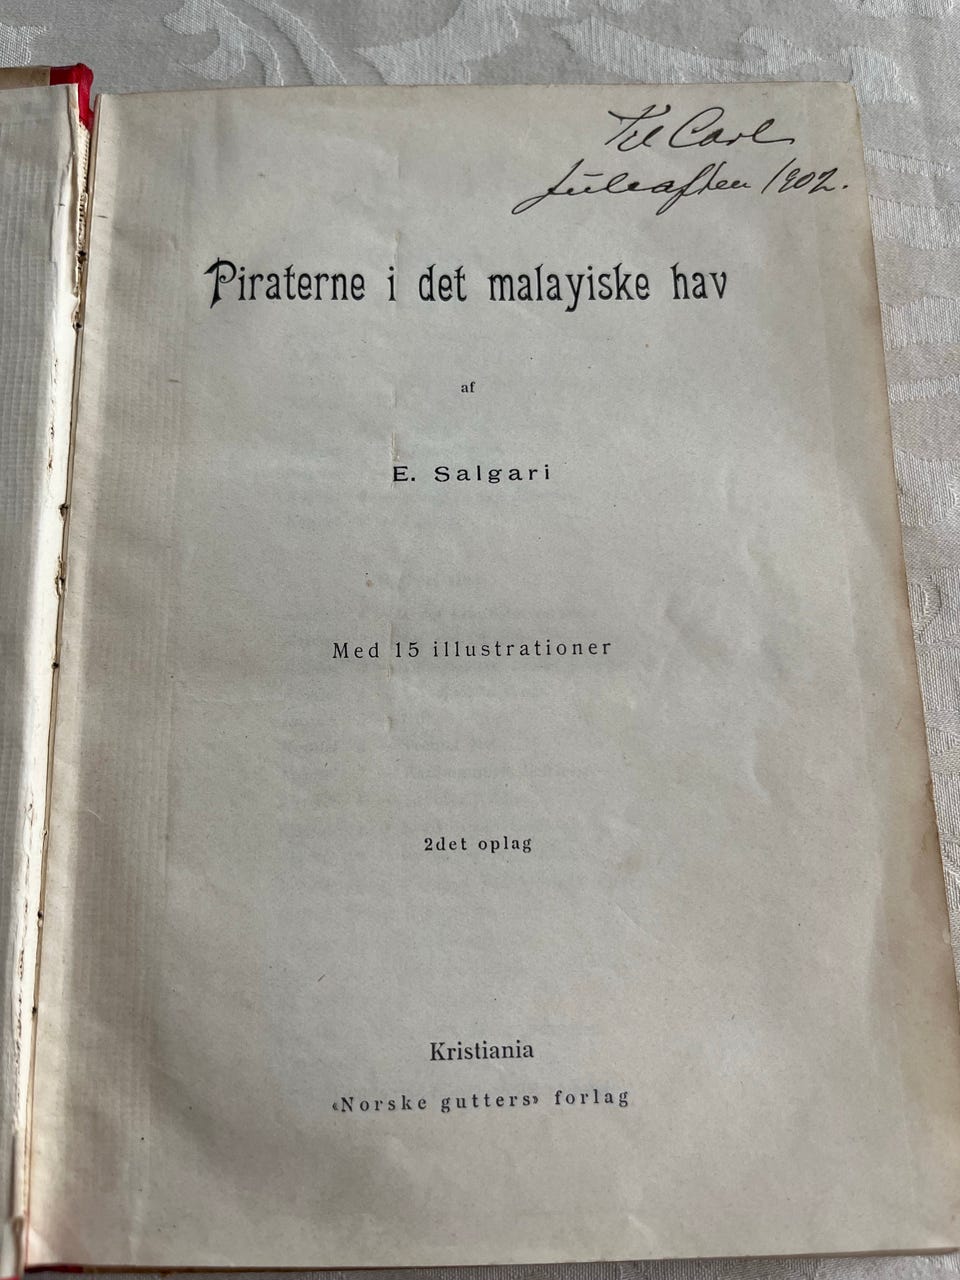 Til Carl
Juleaften 1902.
Piraterne i det malayiske hav
af
E. Salgari
Med 15 illustrationer
2det oplag
Kristiania
«Norske gutters» forlag